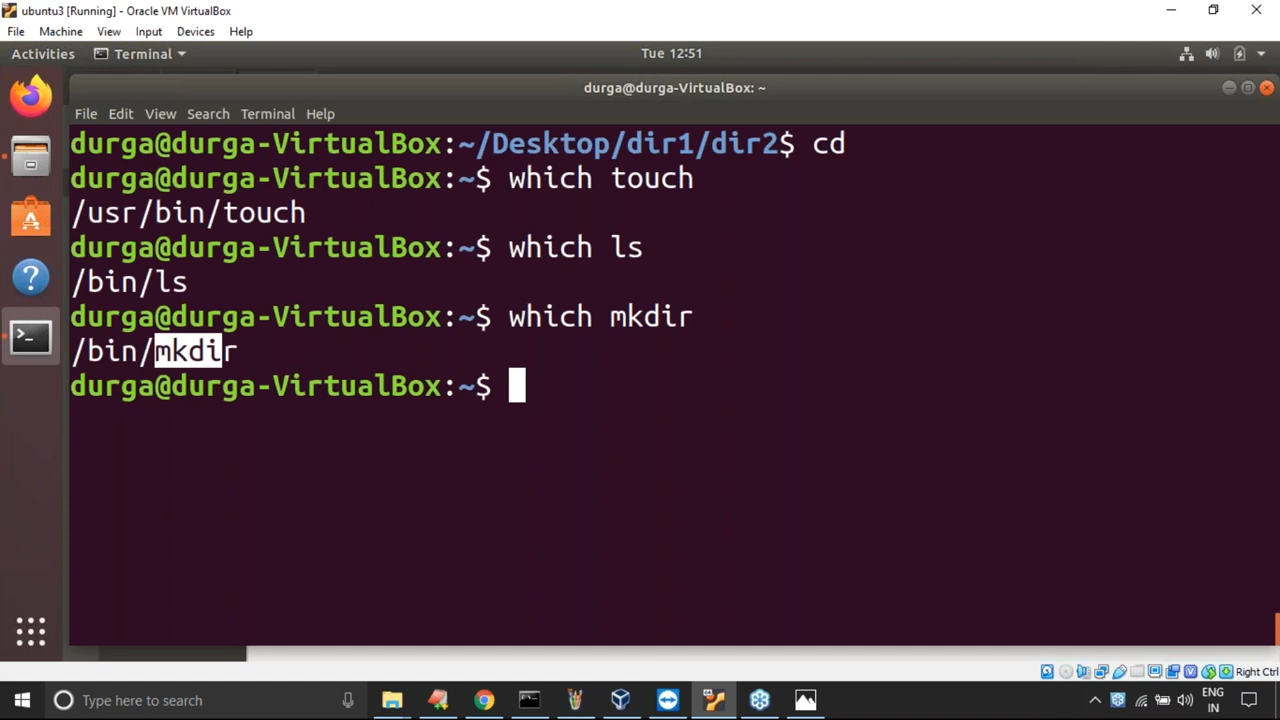 ubuntu3 [Running] - Oracle VM VirtualBox
File Machine View Input Devices Help
Activities Terminal Tue 12:51
durga@durga-VirtualBox: ~
File Edit View Search Terminal Help
durga@durga-VirtualBox:~/Desktop/dir1/dir2$ cd
durga@durga-VirtualBox:~$ which touch
/usr/bin/touch
durga@durga-VirtualBox:~$ which ls
/bin/ls
durga@durga-VirtualBox:~$ which mkdir
/bin/mkdir
durga@durga-VirtualBox:~$
Right Ctrl
Type here to search
ENG
IN